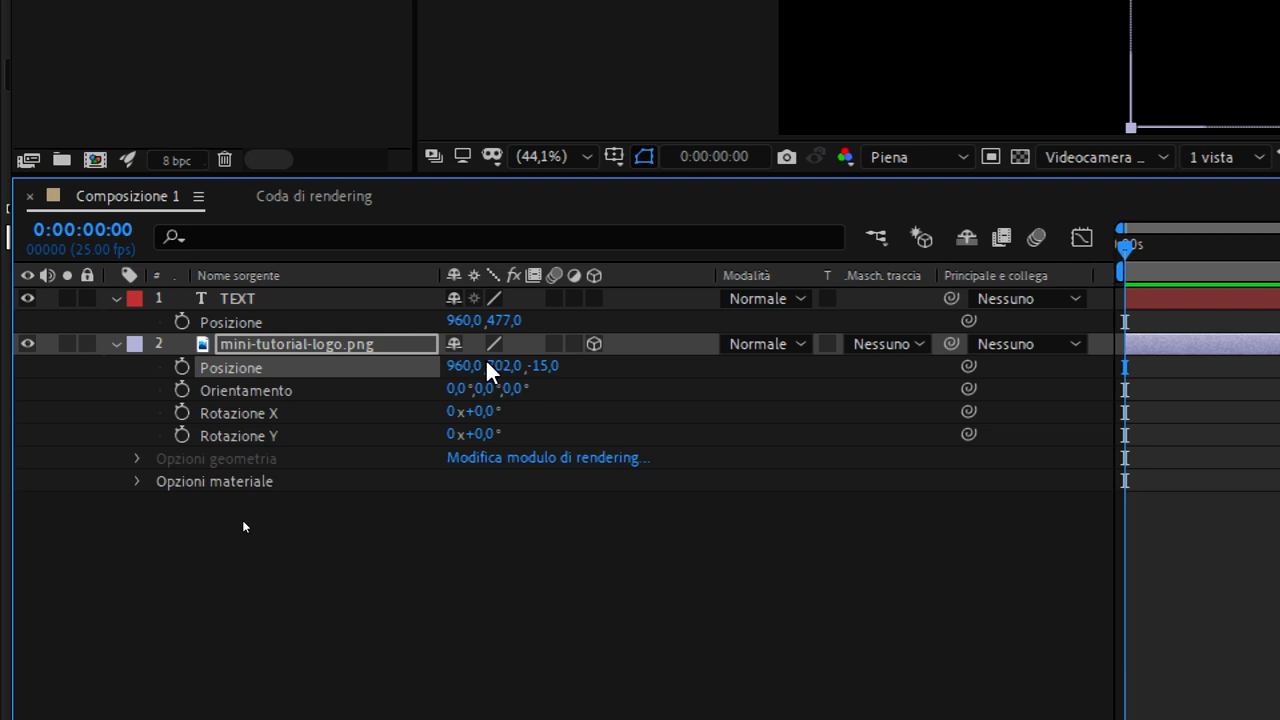 8 bpc (44,1%) 0:00:00:00 Piena Videocamera _ 1 vista
× Composizione 1 Coda di rendering
0:00:00:00
00000 (25.00 fps)
# . Nome sorgente fx Modalità T .Masch. traccia Principale e collega
1 T TEXT Normale Nessuno
Posizione 960,0 ,477,0
2 mini-tutorial-logo.png Normale Nessuno Nessuno
Posizione 960,0 702,0 ,-15,0
Orientamento 0,0 °,0,0 °,0,0 °
Rotazione X 0 x+0,0 °
Rotazione Y 0 x+0,0 °
Opzioni geometria Modifica modulo di rendering...
Opzioni materiale